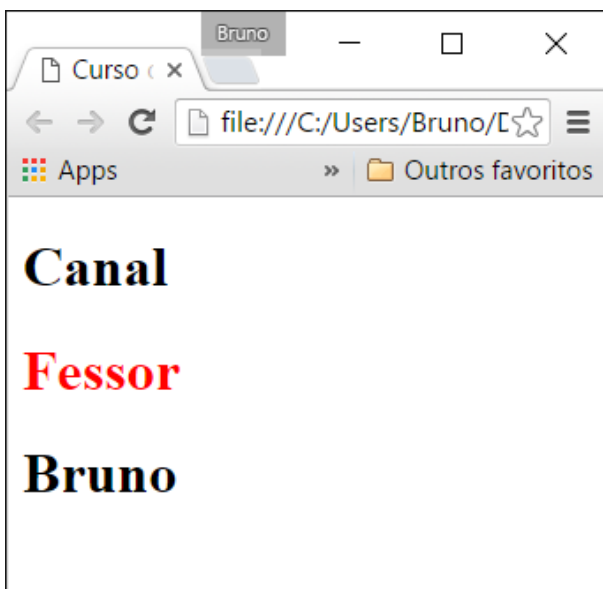 Bruno
Curso
file:///C:/Users/Bruno/D
Apps » Outros favoritos
Canal
Fessor
Bruno